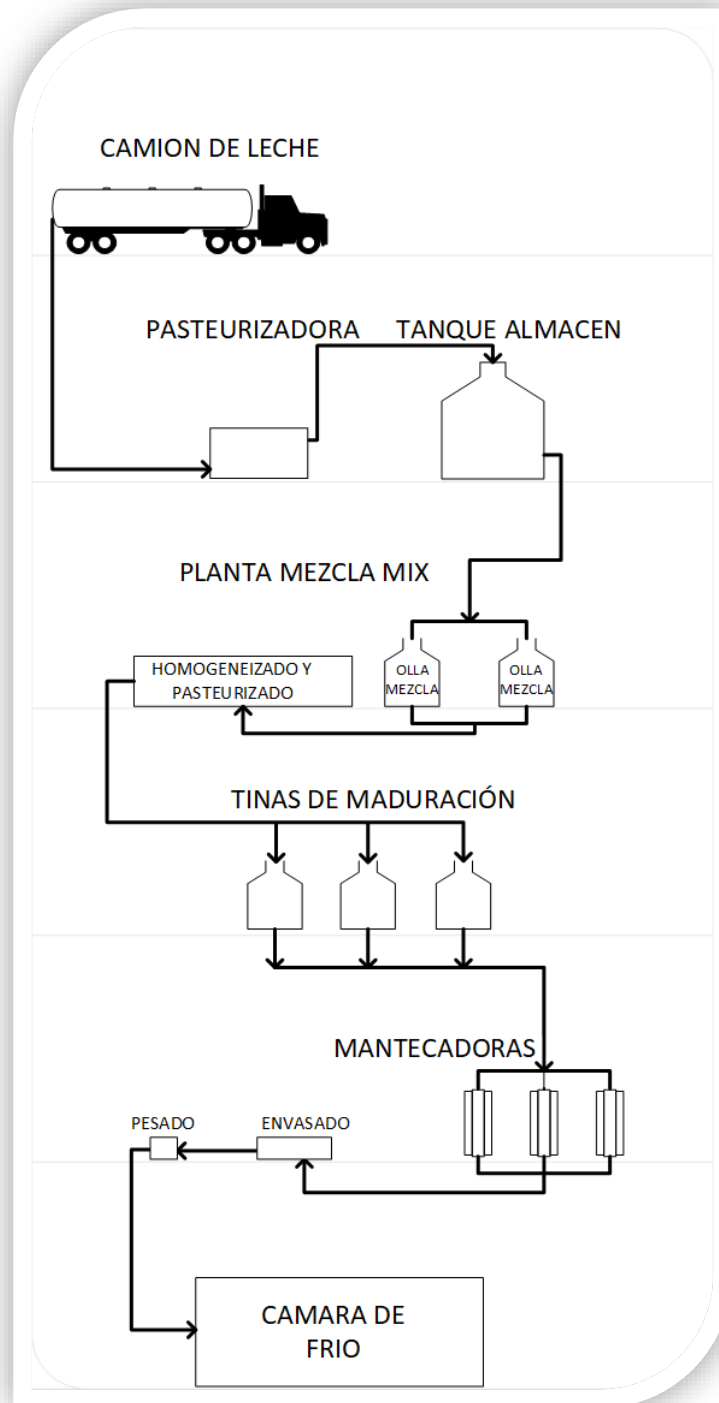 CAMION DE LECHE
PASTEURIZADORA
TANQUE ALMACEN
PLANTA MEZCLA MIX
HOMOGENEIZADO Y
PASTEURIZADO
OLLA
MEZCLA
OLLA
MEZCLA
TINAS DE MADURACIÓN
MANTECADORAS
PESADO
ENVASADO
CAMARA DE
FRIO